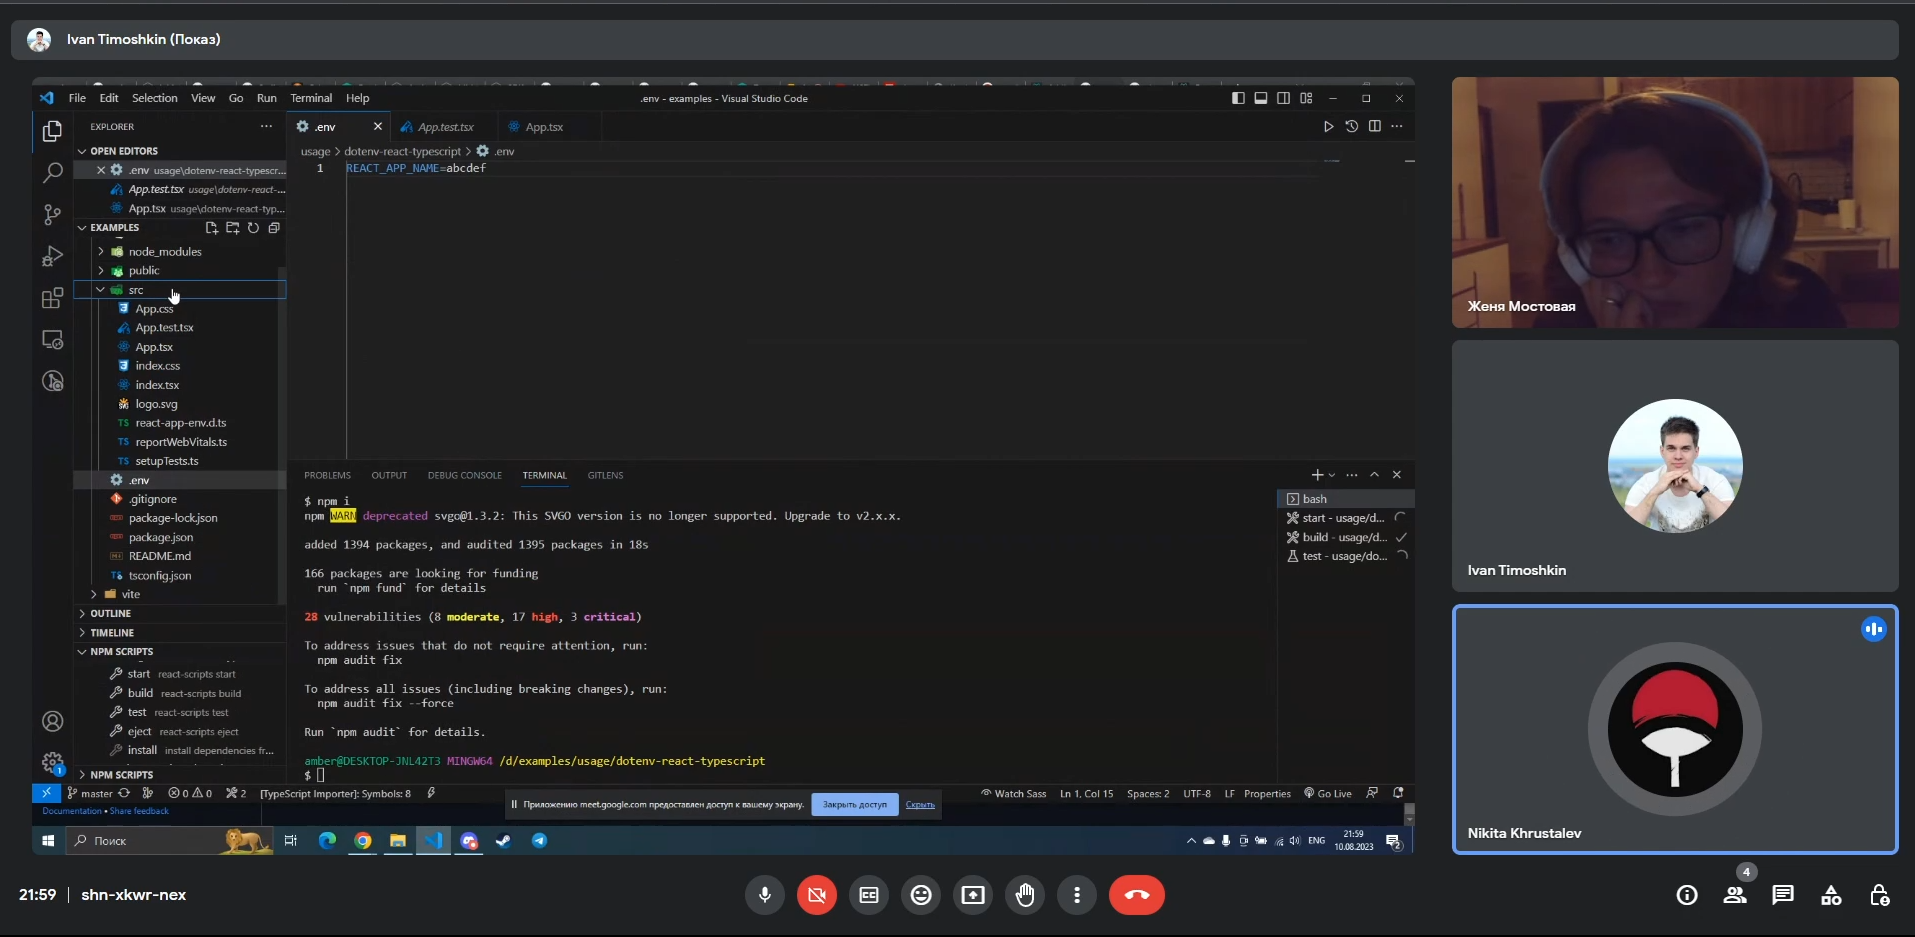 Ivan Timoshkin (Показ)
File Edit Selection View Go Run Terminal Help
.env - examples - Visual Studio Code
EXPLORER
.env
App.test.tsx
App.tsx
OPEN EDITORS
.env usage\dotenv-react-typescr...
App.test.tsx usage\dotenv-react-...
App.tsx usage\dotenv-react-typ...
usage > dotenv-react-typescript > .env
1 REACT_APP_NAME=abcdef
EXAMPLES
node_modules
public
src
App.css
App.test.tsx
App.tsx
index.css
index.tsx
logo.svg
react-app-env.d.ts
reportWebVitals.ts
setupTests.ts
.env
.gitignore
package-lock.json
package.json
README.md
tsconfig.json
vite
OUTLINE
TIMELINE
NPM SCRIPTS
start react-scripts start
build react-scripts build
test react-scripts test
eject react-scripts eject
install install dependencies fr...
NPM SCRIPTS
PROBLEMS OUTPUT DEBUG CONSOLE TERMINAL GITLENS
$ npm i
npm WARN deprecated svgo@1.3.2: This SVGO version is no longer supported. Upgrade to v2.x.x.
added 1394 packages, and audited 1395 packages in 18s
166 packages are looking for funding
run `npm fund` for details
28 vulnerabilities (8 moderate, 17 high, 3 critical)
To address issues that do not require attention, run:
npm audit fix
To address all issues (including breaking changes), run:
npm audit fix --force
Run `npm audit` for details.
amber@DESKTOP-JNL42T3 MINGW64 /d/examples/usage/dotenv-react-typescript
$
bash
start - usage/d...
build - usage/d...
test - usage/do...
master 0 0 2 [TypeScript Importer]: Symbols: 8
Watch Sass Ln 1, Col 15 Spaces: 2 UTF-8 LF Properties Go Live
Documentation • Share feedback
Приложению meet.google.com предоставлен доступ к вашему экрану. Закрыть доступ Скрыть
Поиск
ENG
21:59
10.08.2023
2
Женя Мостовая
Ivan Timoshkin
Nikita Khrustalev
21:59 | shn-xkwr-nex
4